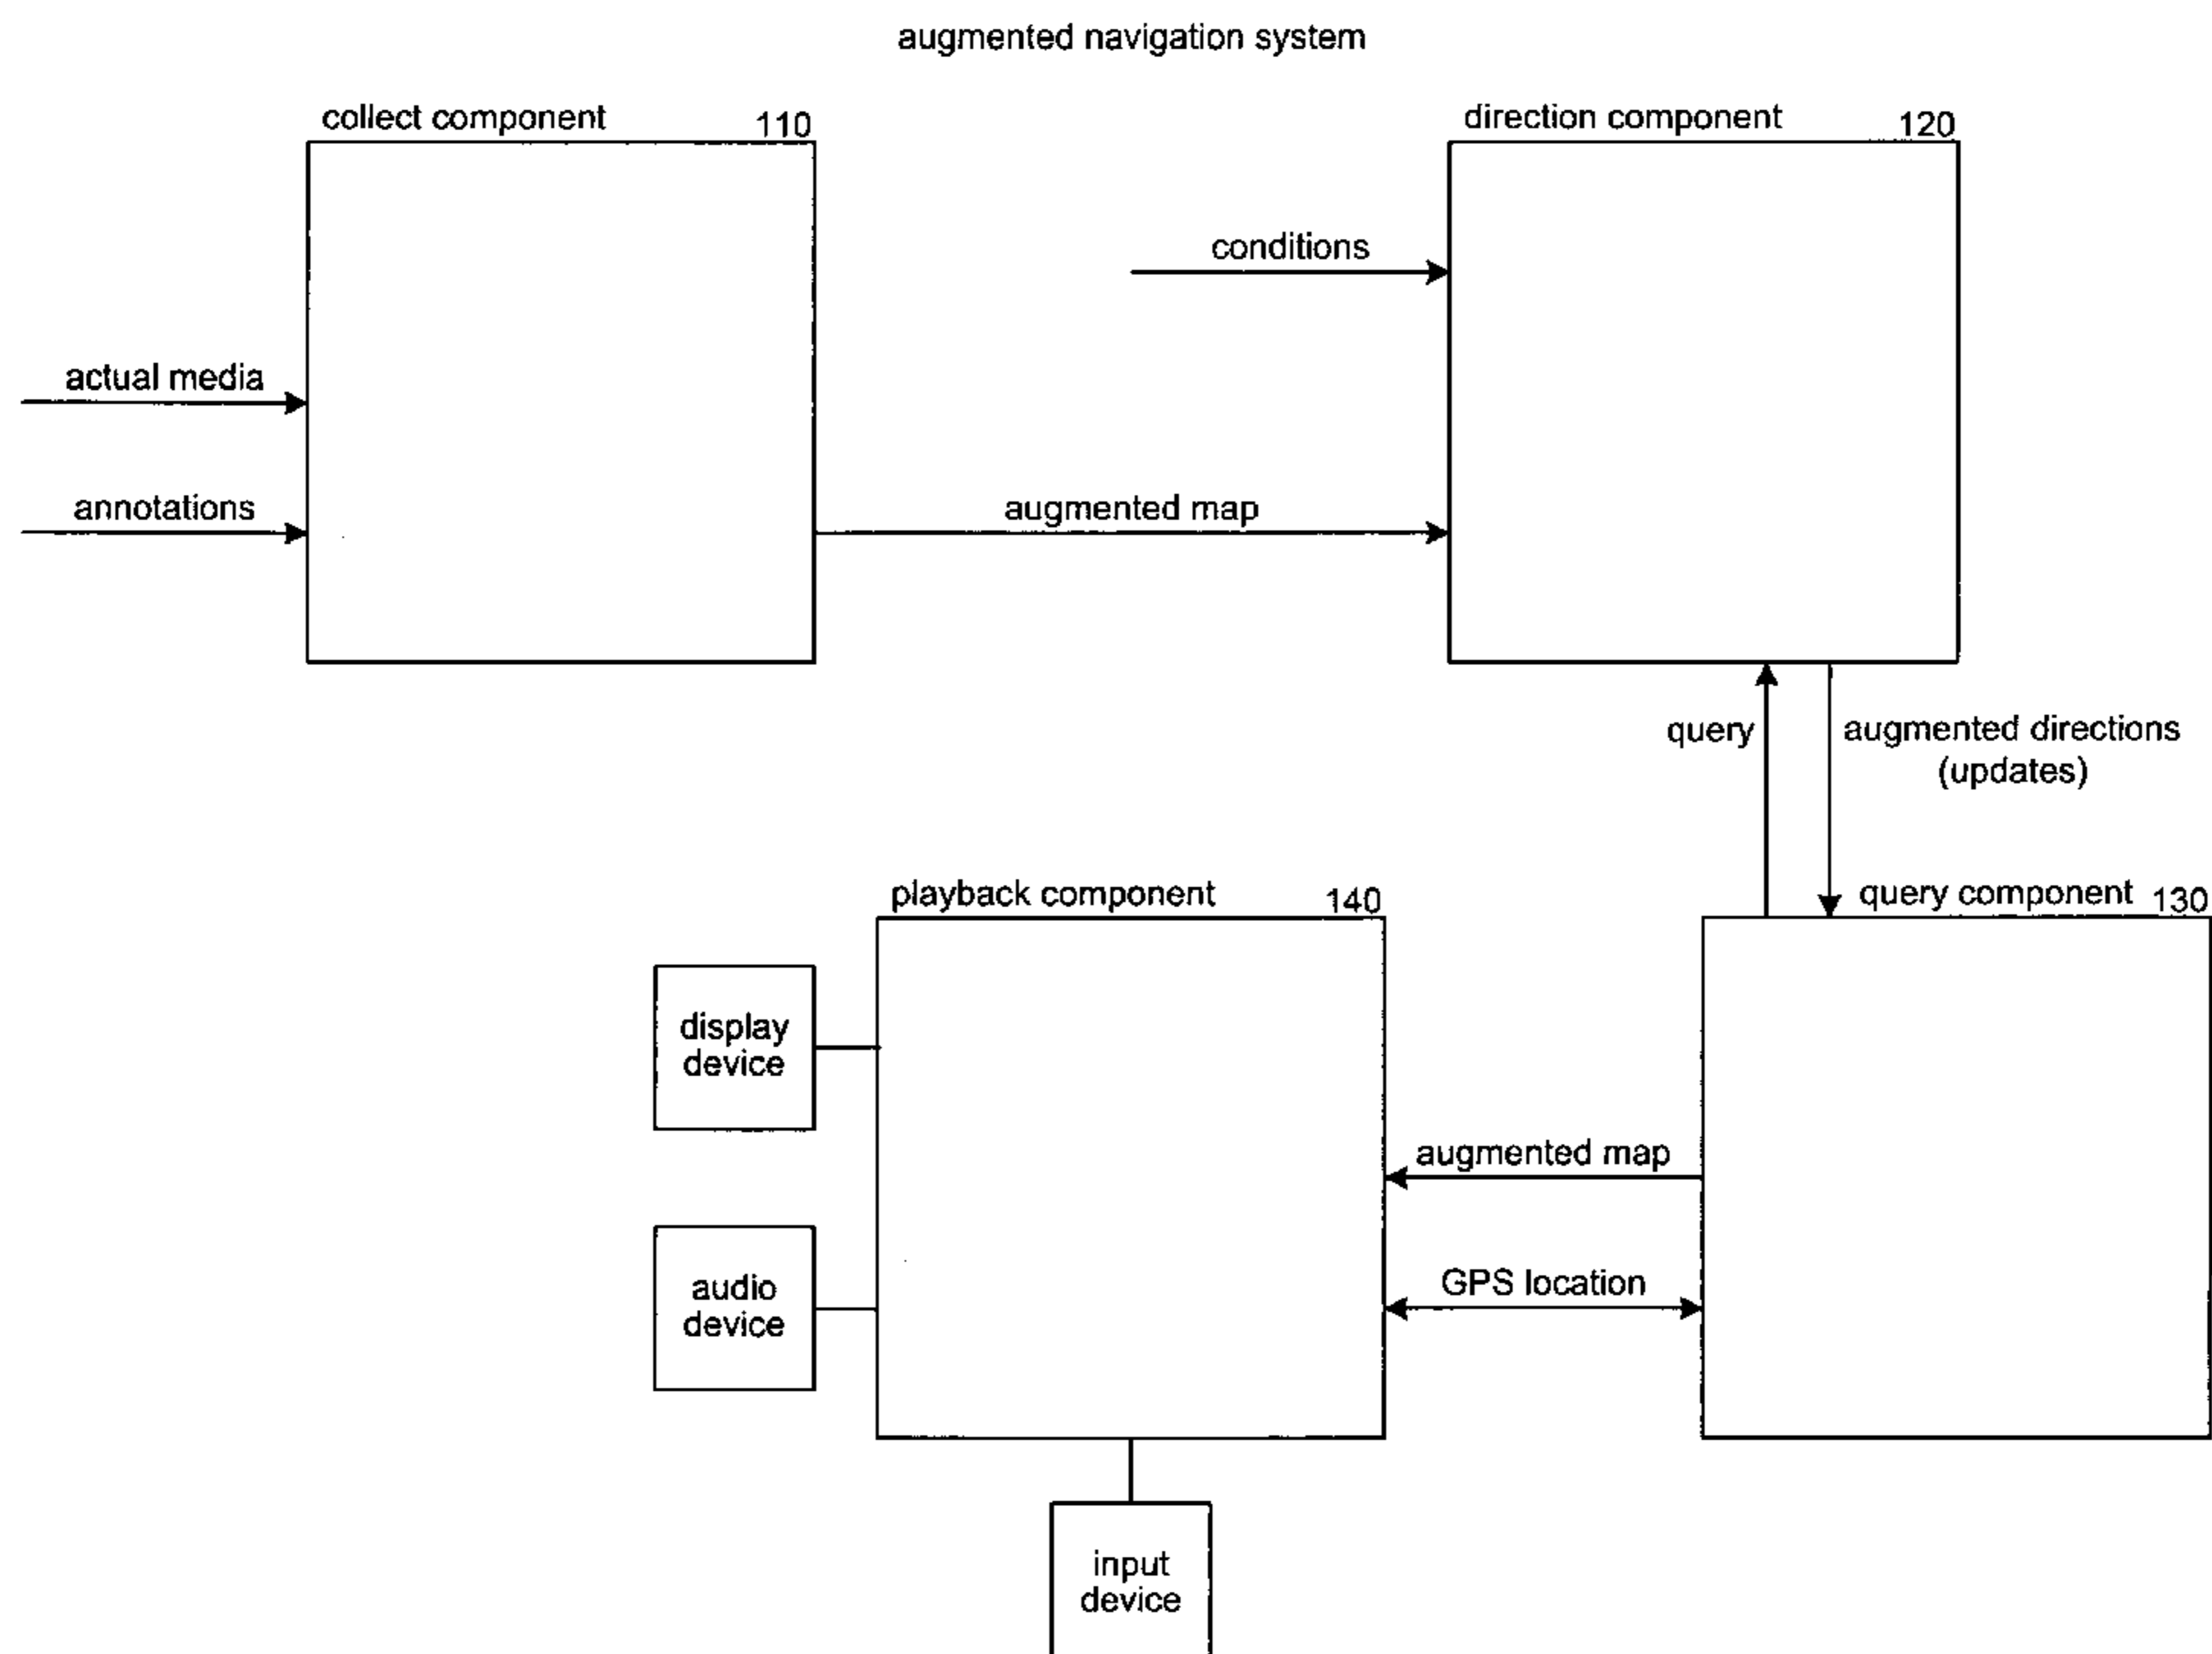 augmented navigation system
collect component
110
direction component
120
conditions
actual media
annotations
augmented map
query
augmented directions
(updates)
playback component
140
query component
130
display
device
augmented map
audio
device
GPS location
input
device